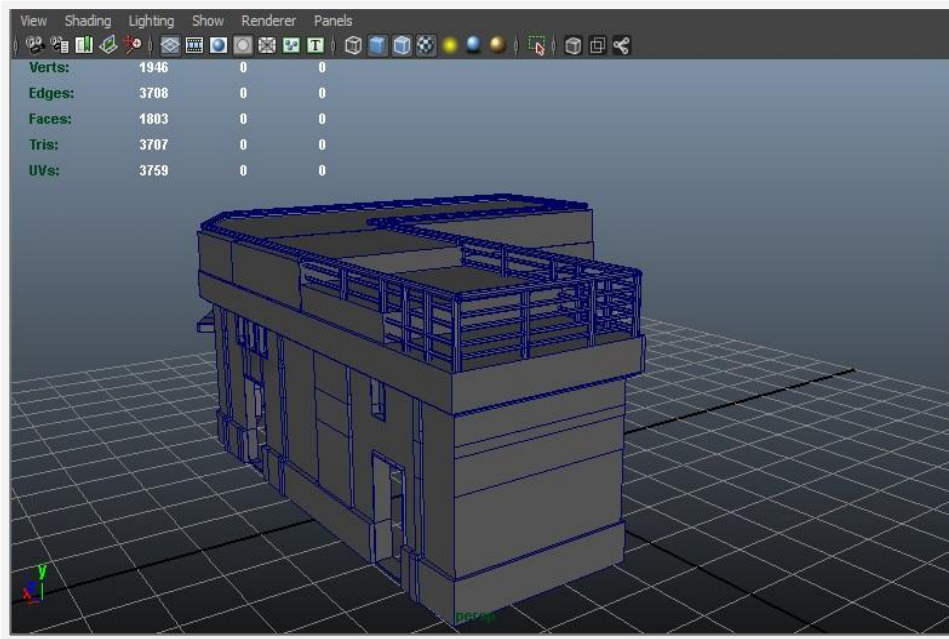 View Shading Lighting Show Renderer Panels
T
Verts: 1946 0 0
Edges: 3708 0 0
Faces: 1803 0 0
Tris: 3707 0 0
UVs: 3759 0 0
y
x
persp